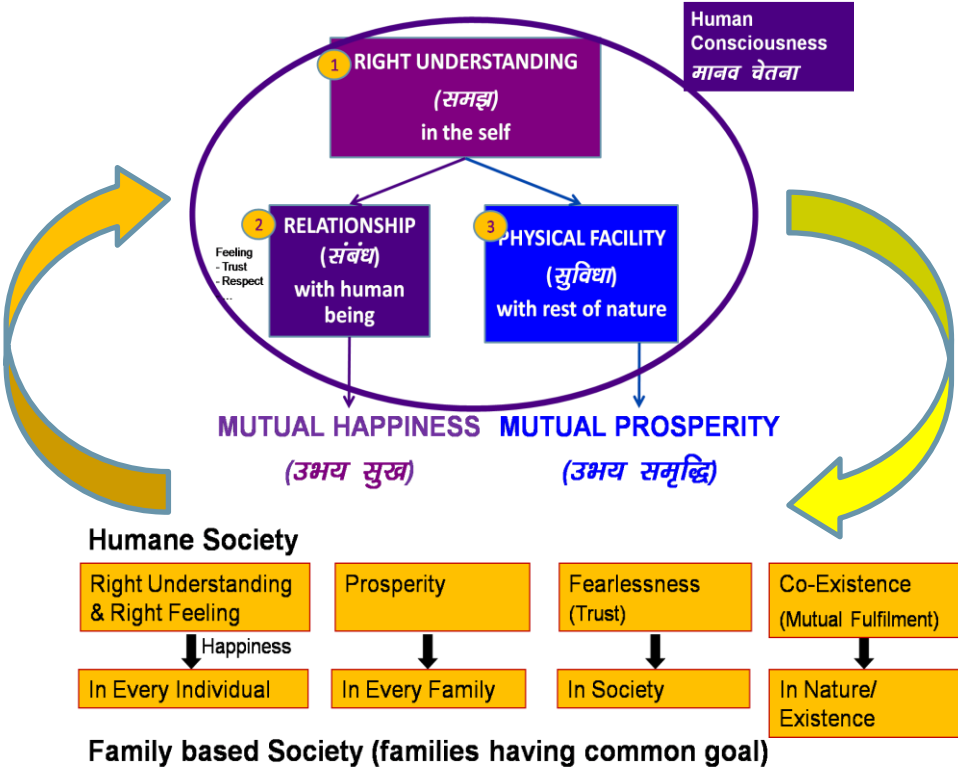 Human
Consciousness
मानव चेतना
1
RIGHT UNDERSTANDING
(समझ)
in the self
2
RELATIONSHIP
(संबंध)
with human
being
3
PHYSICAL FACILITY
(सुविधा)
with rest of nature
Feeling
- Trust
- Respect
...
MUTUAL HAPPINESS
(उभय सुख)
MUTUAL PROSPERITY
(उभय समृद्धि)
Humane Society
Right Understanding
& Right Feeling
Happiness
In Every Individual
Prosperity
In Every Family
Fearlessness
(Trust)
In Society
Co-Existence
(Mutual Fulfilment)
In Nature/
Existence
Family based Society (families having common goal)